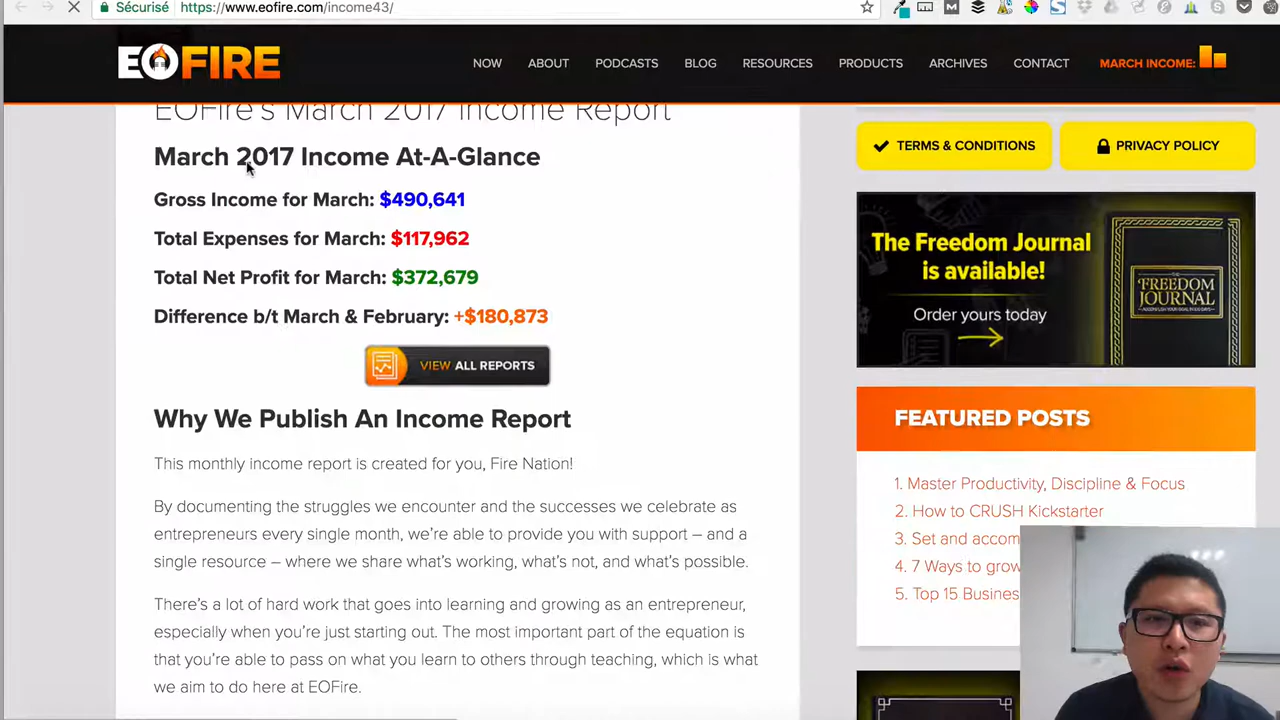 Sécurisé
https://www.eofire.com/income43/
EOFIRE
NOW
ABOUT
PODCASTS
BLOG
RESOURCES
PRODUCTS
ARCHIVES
CONTACT
MARCH INCOME:
EOFire's March 2017 Income Report
March 2017 Income At-A-Glance
Gross Income for March: $490,641
Total Expenses for March: $117,962
Total Net Profit for March: $372,679
Difference b/t March & February: +$180,873
VIEW ALL REPORTS
Why We Publish An Income Report
This monthly income report is created for you, Fire Nation!
By documenting the struggles we encounter and the successes we celebrate as
entrepreneurs every single month, we're able to provide you with support – and a
single resource – where we share what's working, what's not, and what's possible.
There's a lot of hard work that goes into learning and growing as an entrepreneur,
especially when you're just starting out. The most important part of the equation is
that you're able to pass on what you learn to others through teaching, which is what
we aim to do here at EOFire.
TERMS & CONDITIONS
PRIVACY POLICY
The Freedom Journal
is available!
Order yours today
THE
FREEDOM
JOURNAL
FEATURED POSTS
1. Master Productivity, Discipline & Focus
2. How to CRUSH Kickstarter
3. Set and accom
4. 7 Ways to grow
5. Top 15 Busines